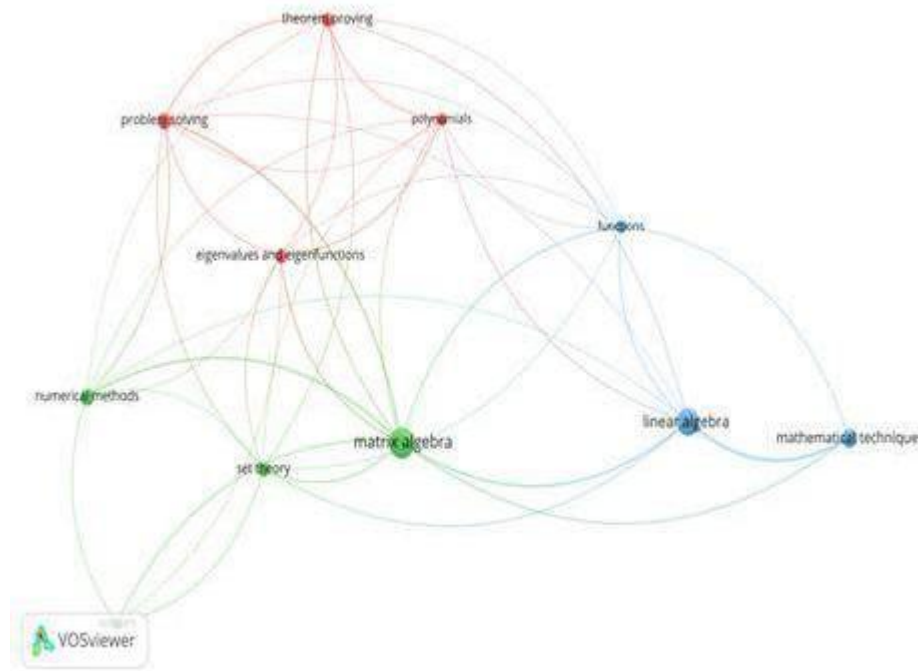 theorem proving
problem solving
polynomials
functions
eigenvalues and eigenfunctions
numerical methods
matrix algebra
linear algebra
mathematical technique
set theory
VOSviewer